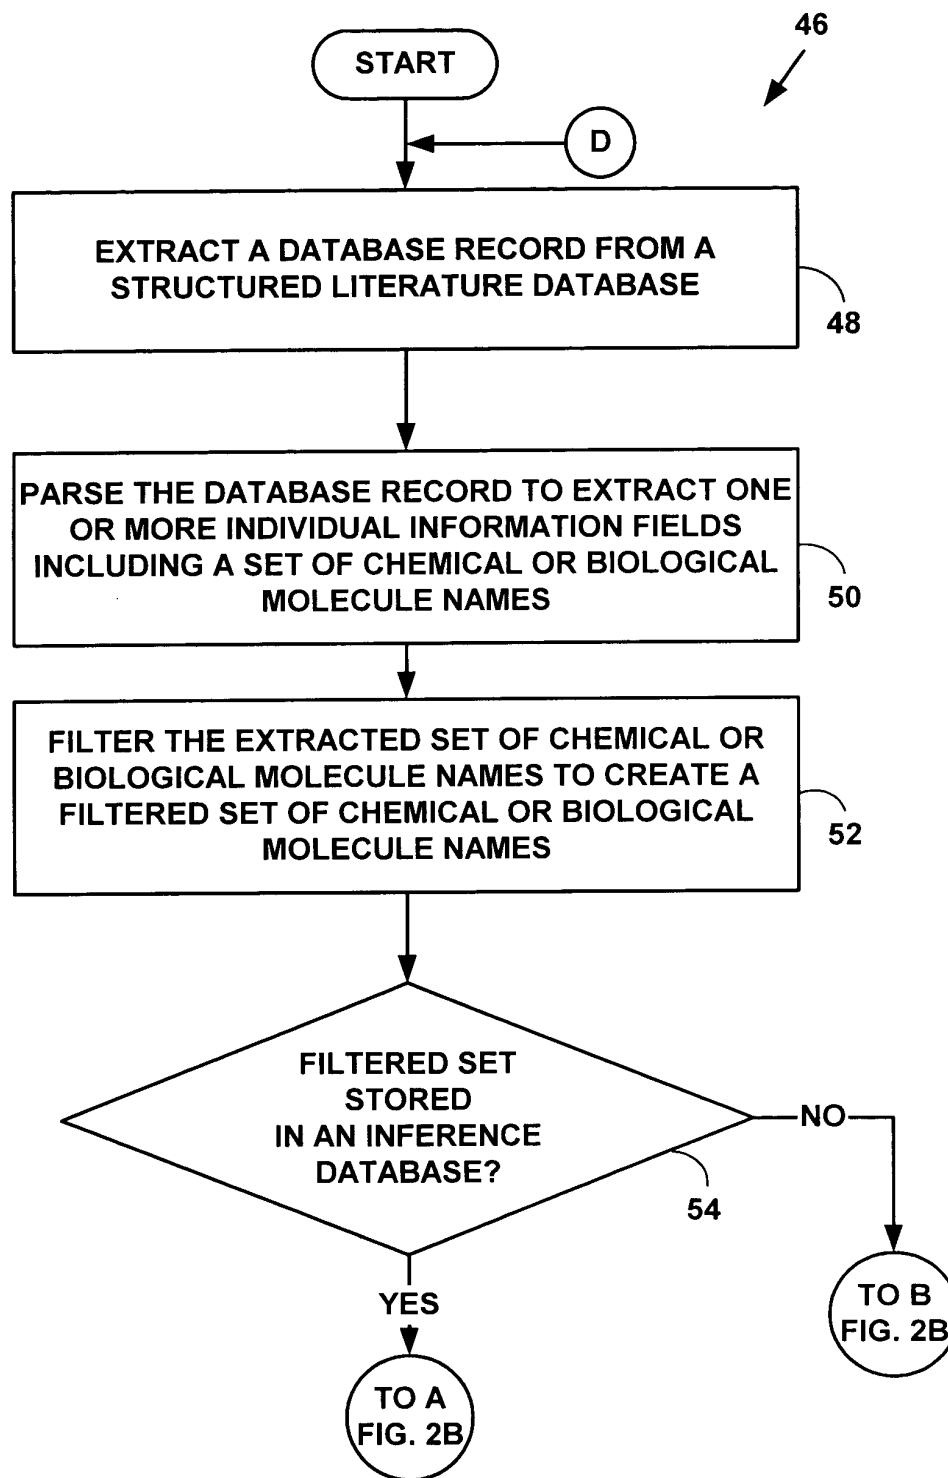 46
START
D
EXTRACT A DATABASE RECORD FROM A
STRUCTURED LITERATURE DATABASE
48
PARSE THE DATABASE RECORD TO EXTRACT ONE
OR MORE INDIVIDUAL INFORMATION FIELDS
INCLUDING A SET OF CHEMICAL OR BIOLOGICAL
MOLECULE NAMES
50
FILTER THE EXTRACTED SET OF CHEMICAL OR
BIOLOGICAL MOLECULE NAMES TO CREATE A
FILTERED SET OF CHEMICAL OR BIOLOGICAL
MOLECULE NAMES
52
FILTERED SET
STORED
IN AN INFERENCE
DATABASE?
NO
54
YES
TO B
FIG. 2B
TO A
FIG. 2B